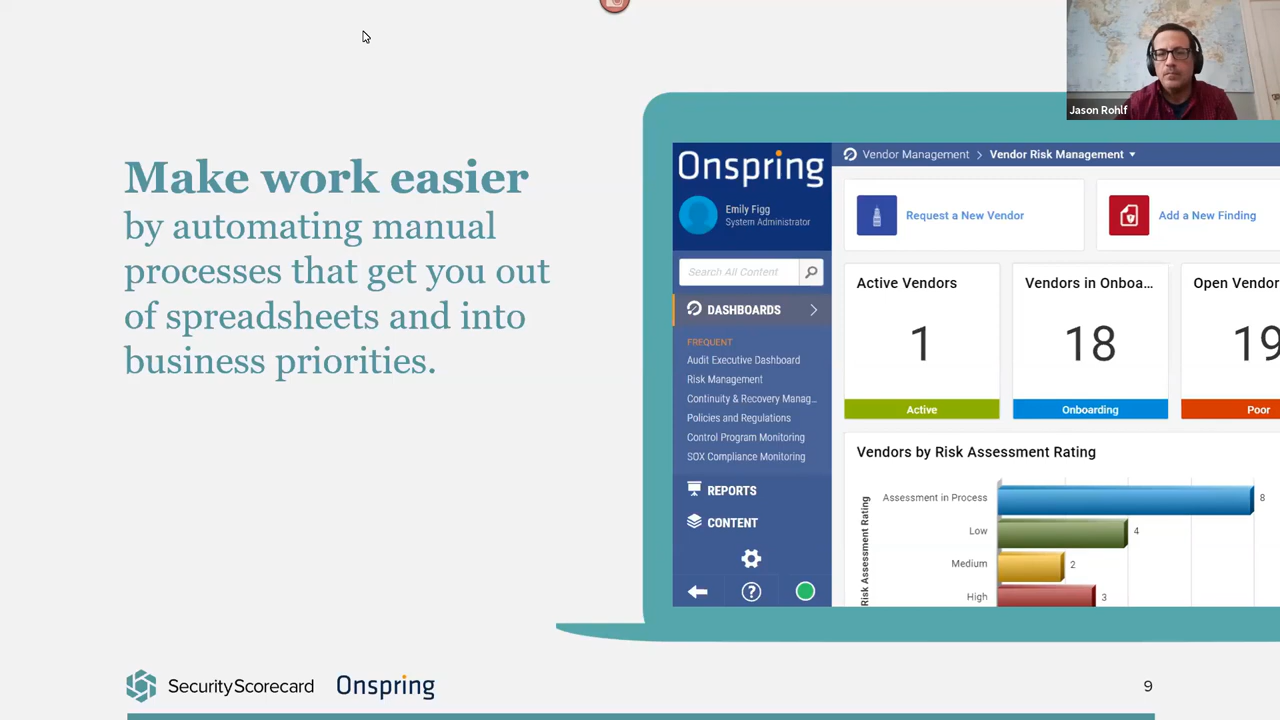 Jason Rohlf
Make work easier
by automating manual
processes that get you out
of spreadsheets and into
business priorities.
Onspring
Emily Figg
System Administrator
Search All Content
DASHBOARDS
FREQUENT
Audit Executive Dashboard
Risk Management
Continuity & Recovery Manag...
Policies and Regulations
Control Program Monitoring
SOX Compliance Monitoring
REPORTS
CONTENT
Vendor Management > Vendor Risk Management
Request a New Vendor
Add a New Finding
Active Vendors
1
Active
Vendors in Onboa...
18
Onboarding
Open Vendor
19
Poor
Vendors by Risk Assessment Rating
Risk Assessment Rating
Assessment in Process 8
Low 4
Medium 2
High 3
SecurityScorecard Onspring
9